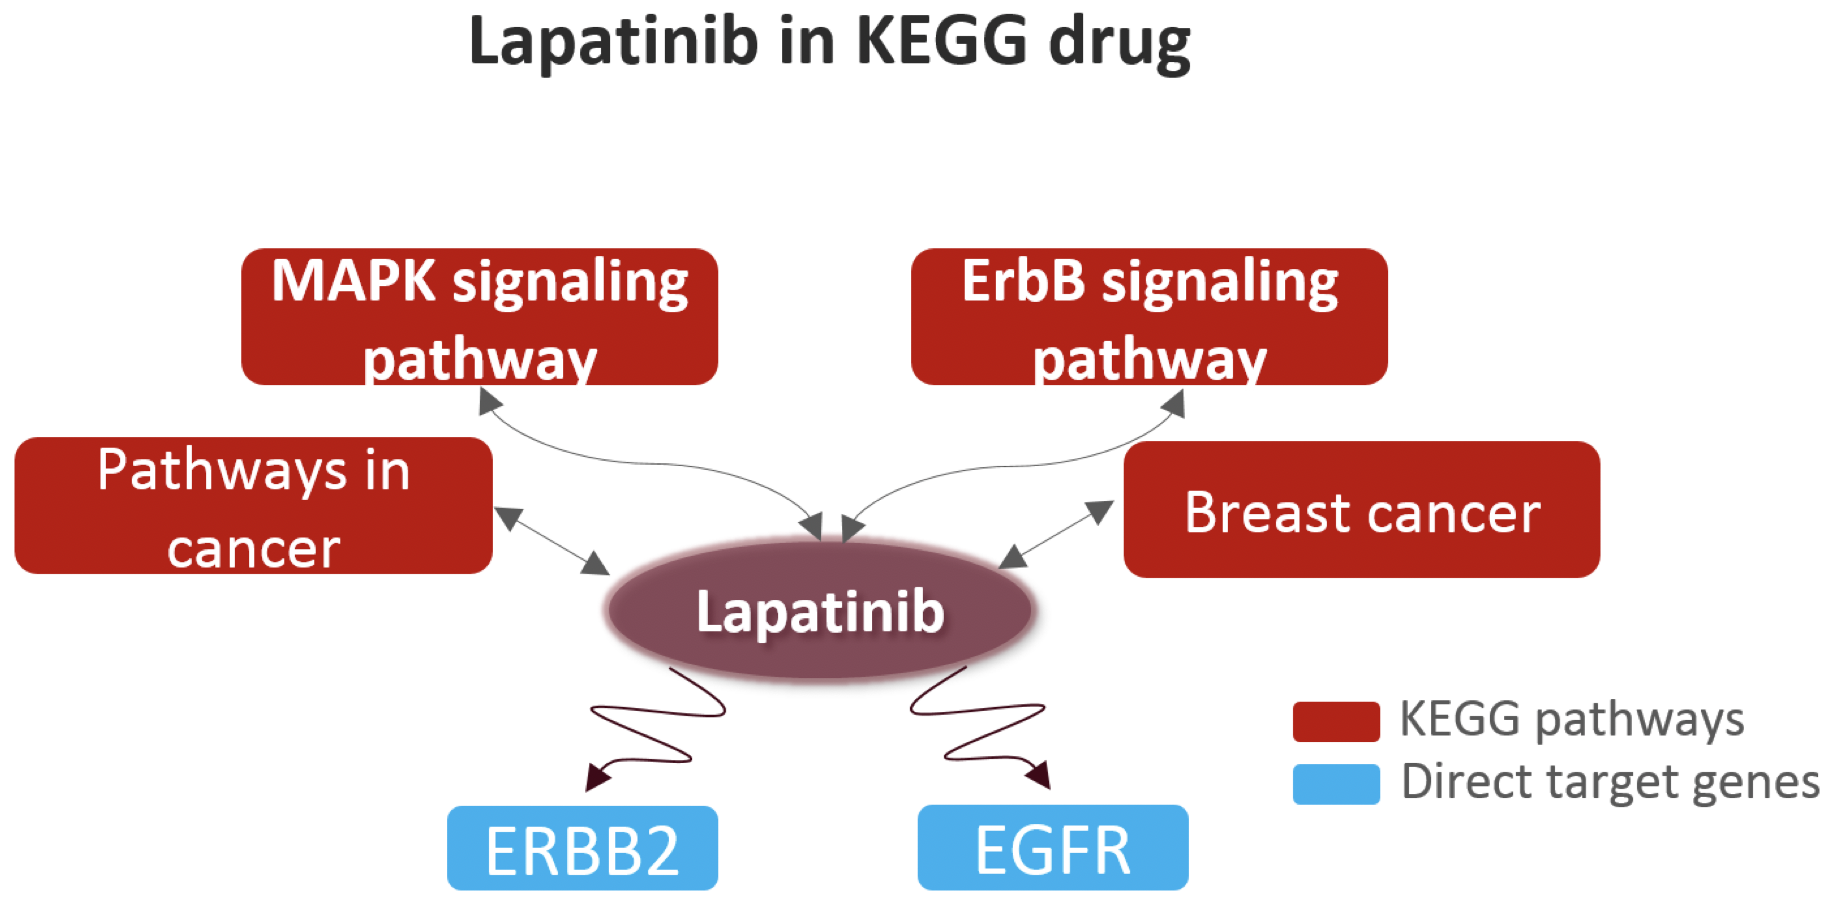 Lapatinib in KEGG drug
MAPK signaling
pathway
ErbB signaling
pathway
Pathways in
cancer
Breast cancer
Lapatinib
KEGG pathways
Direct target genes
ERBB2
EGFR